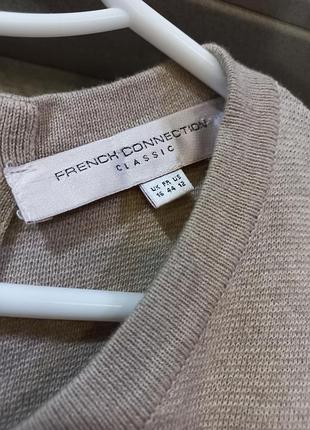 FRENCH CONNECTION
CLASSIC
UK FR US
16 44 12